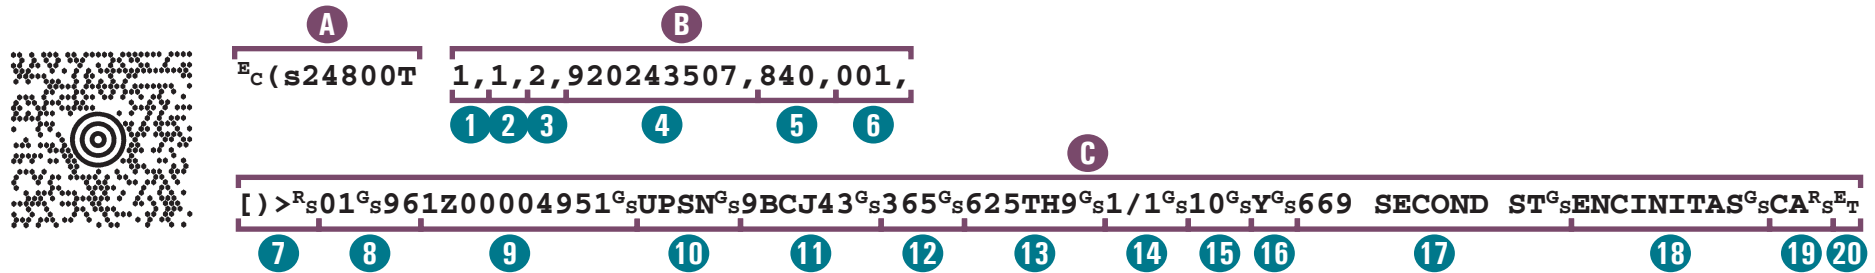 A B
ᴱc(s24800T 1,1,2,920243507,840,001,
1 2 3 4 5 6
C
[)>ᴿs01ᴳs961Z00004951ᴳsUPSNᴳs9BCJ43ᴳs365ᴳs625TH9ᴳs1/1ᴳs10ᴳsYᴳs669 SECOND STᴳsENCINITASᴳsCAᴿsᴱᴛ
7 8 9 10 11 12 13 14 15 16 17 18 19 20